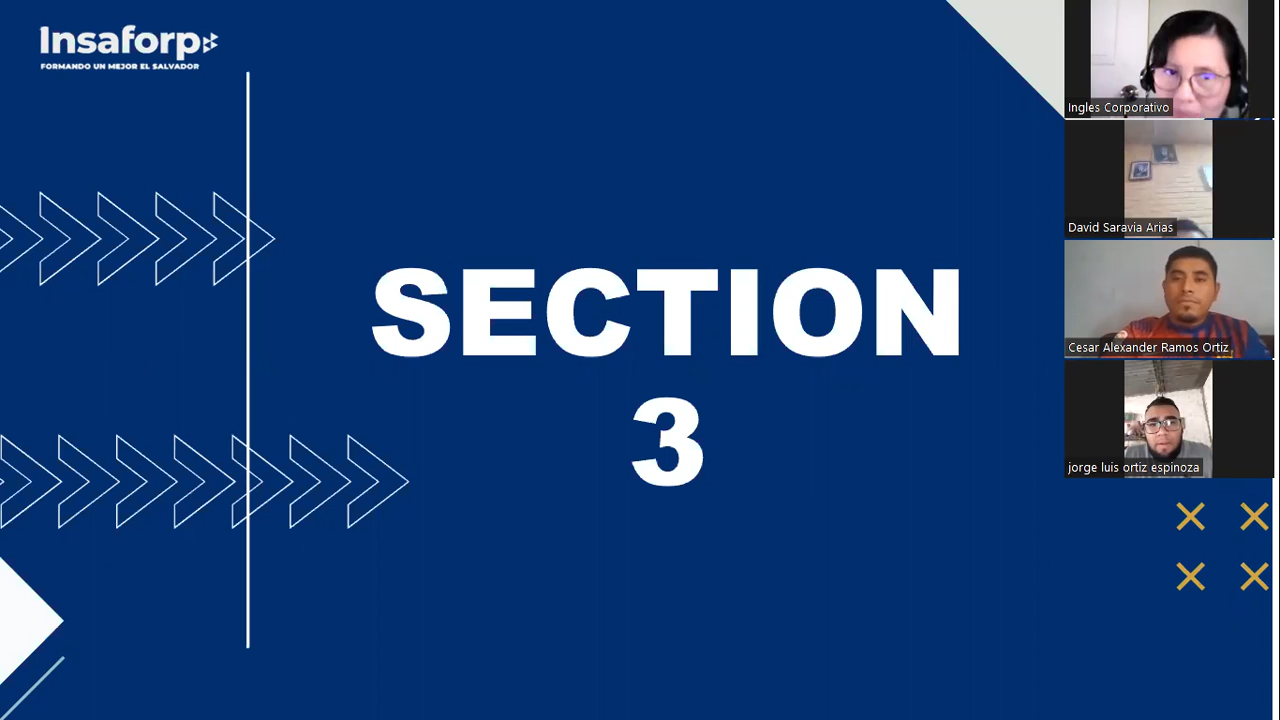 Insaforp
FORMANDO UN MEJOR EL SALVADOR
SECTION
3
Ingles Corporativo
David Saravia Arias
Cesar Alexander Ramos Ortiz
jorge luis ortiz espinoza